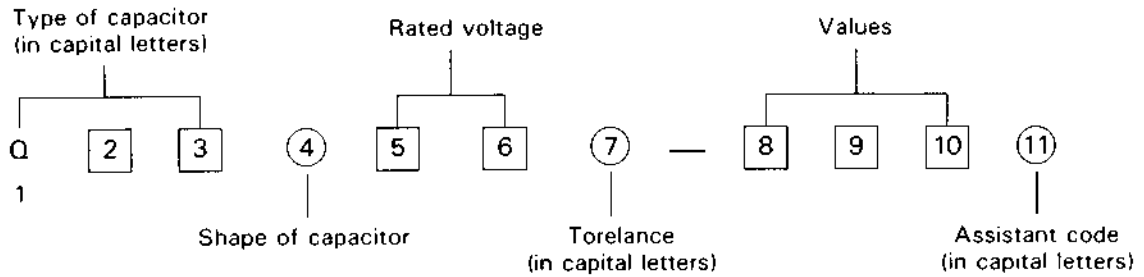 Type of capacitor
(in capital letters)
Rated voltage
Values
Q 2 3 4 5 6 7 — 8 9 10 11
1
Shape of capacitor
Torelance
(in capital letters)
Assistant code
(in capital letters)